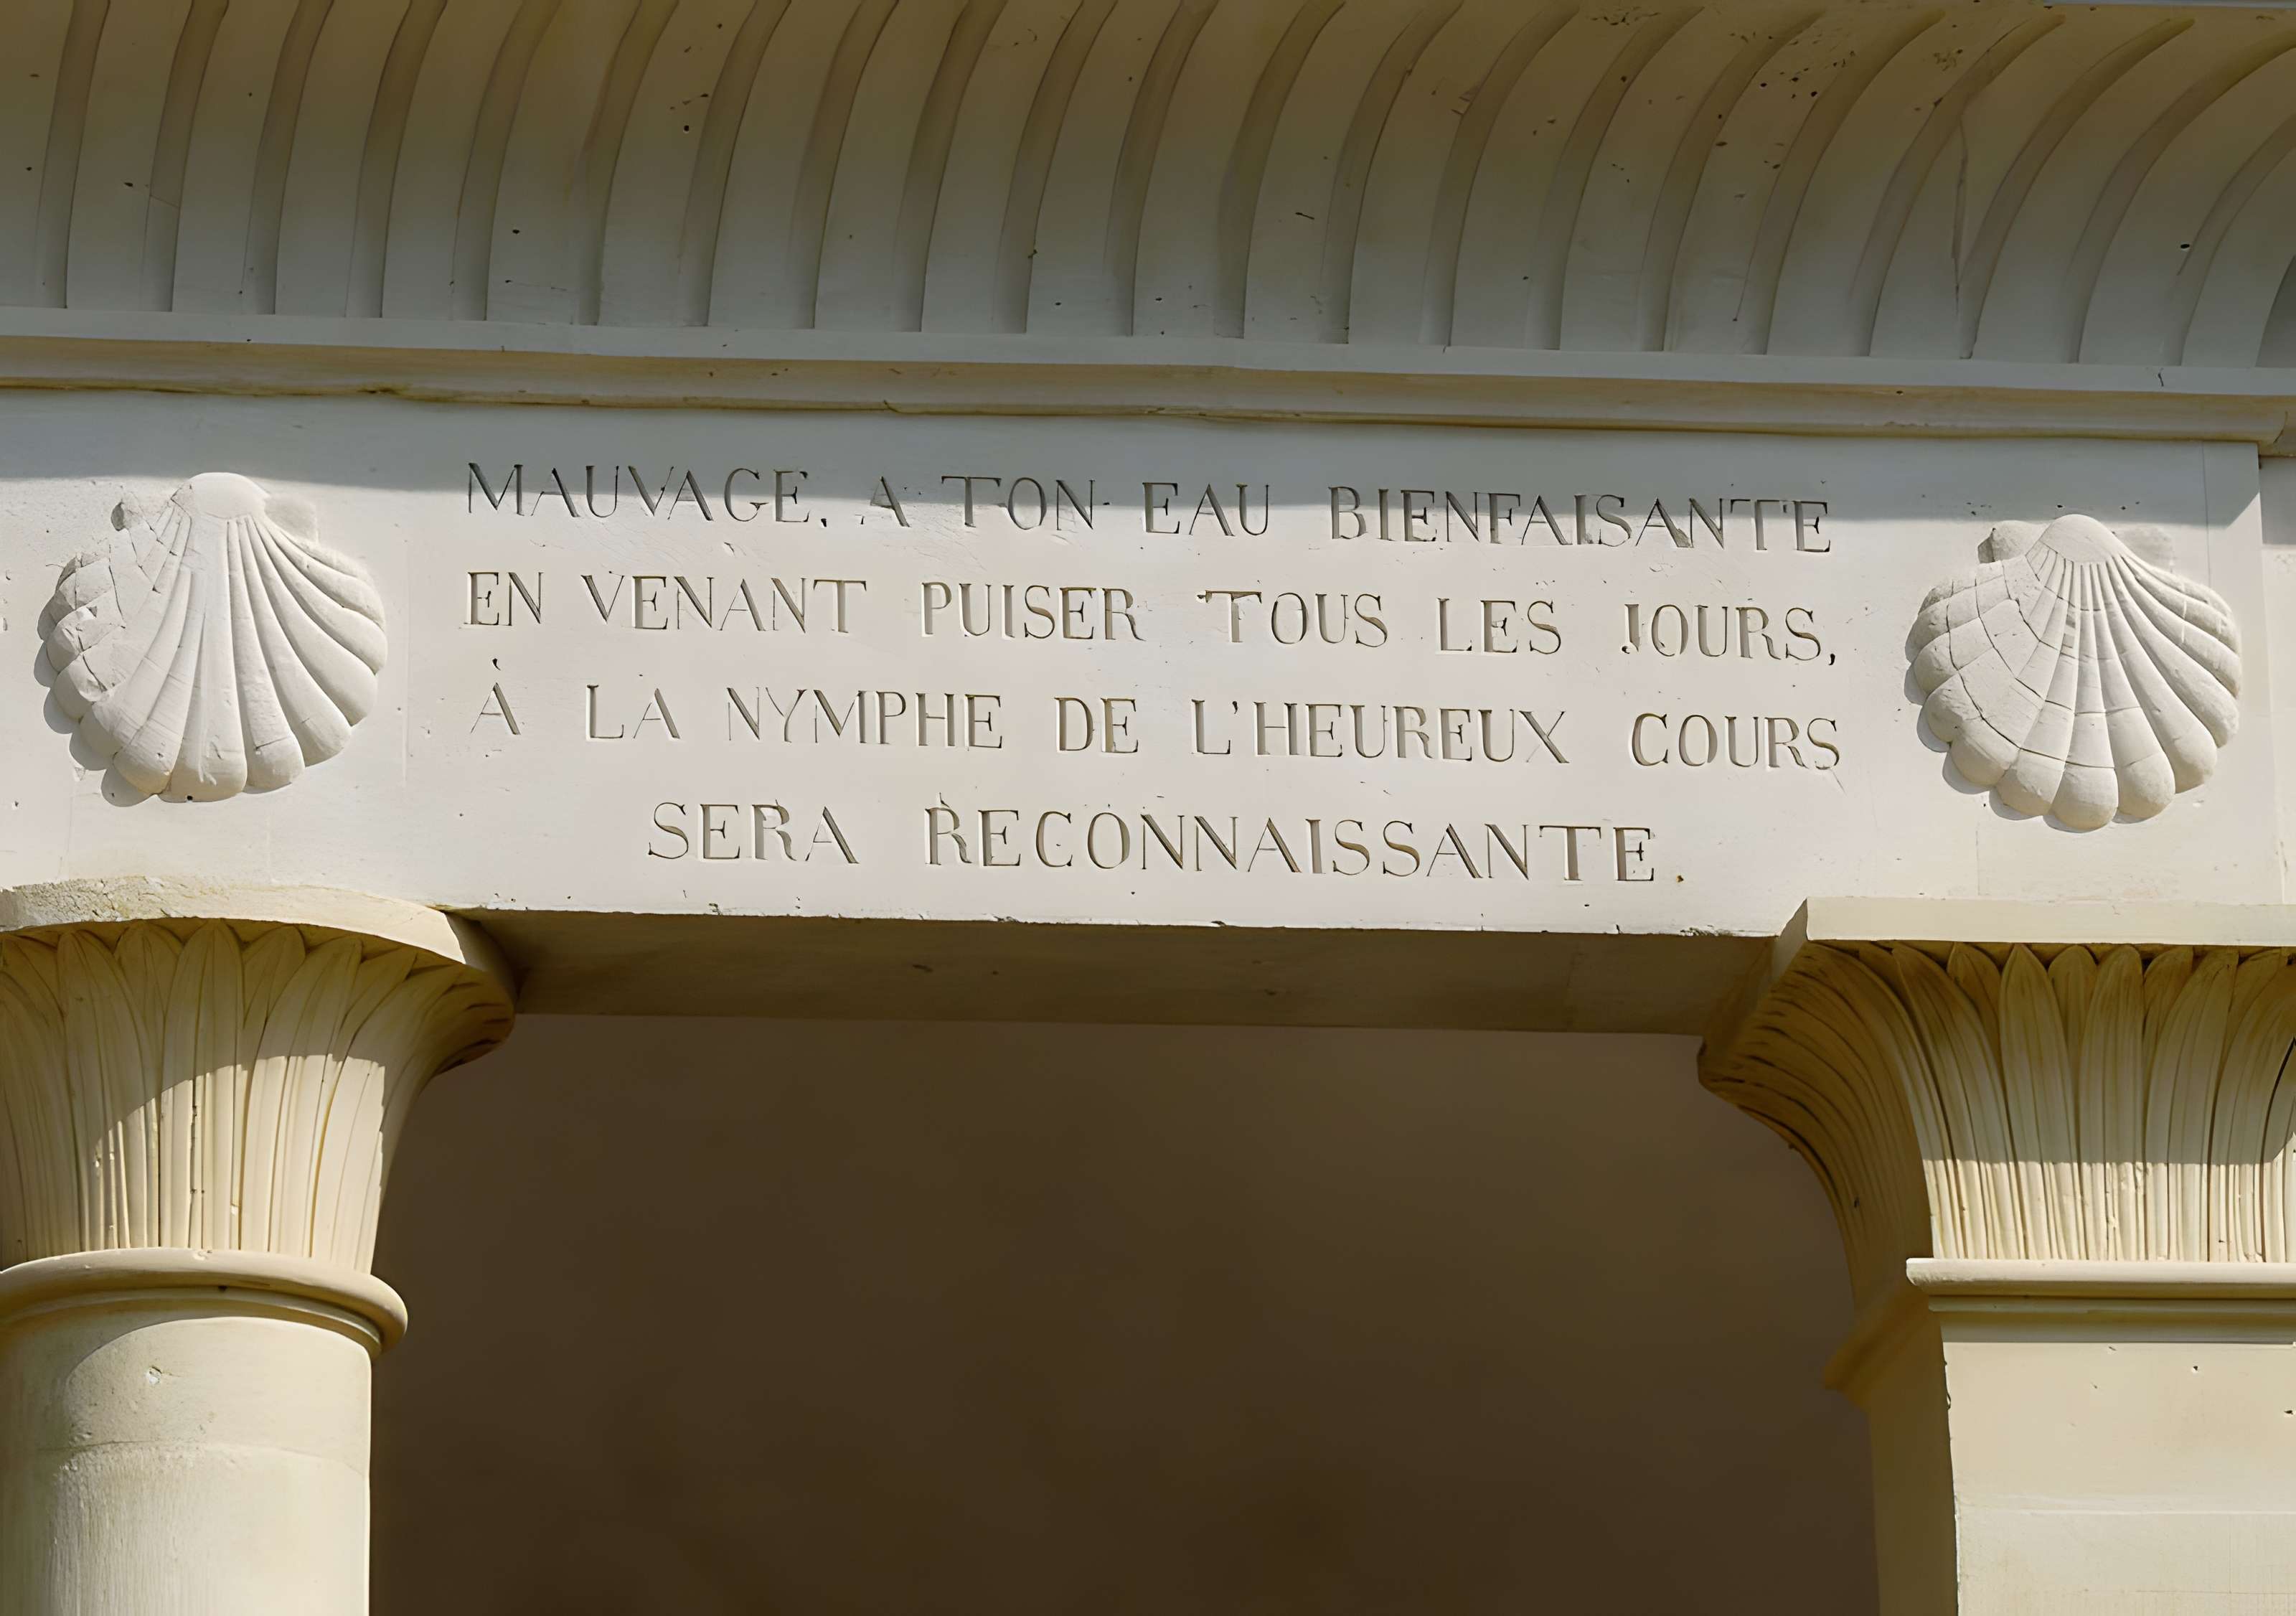 MAUVAGE, A TON EAU BIENFAISANTE
EN VENANT PUISER TOUS LES JOURS,
À LA NYMPHE DE L'HEUREUX COURS
SERA RECONNAISSANTE.